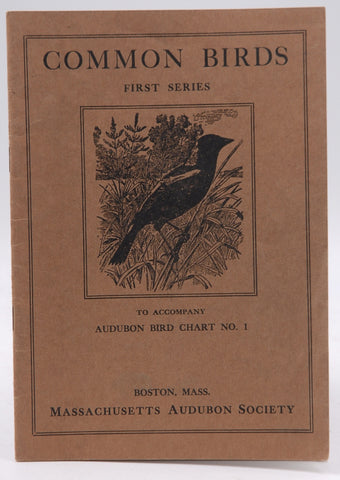 COMMON BIRDS
FIRST SERIES
TO ACCOMPANY
AUDUBON BIRD CHART NO. 1
BOSTON, MASS.
MASSACHUSETTS AUDUBON SOCIETY